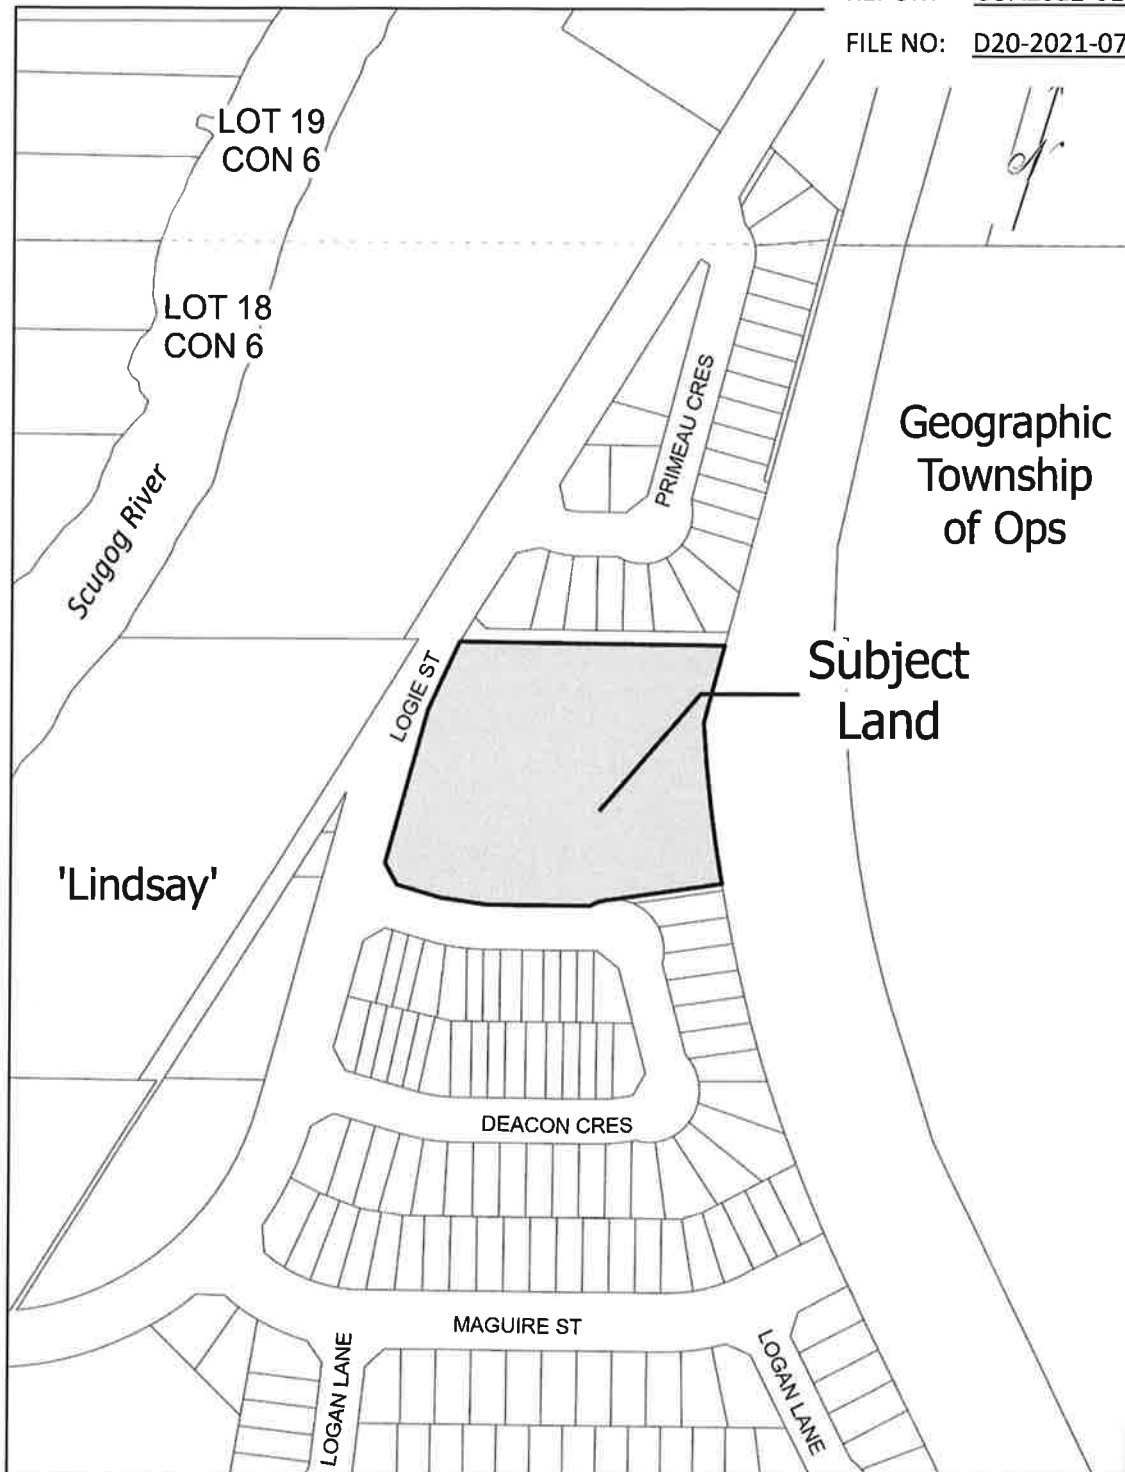 FILE NO: D20-2021-07
LOT 19
CON 6
LOT 18
CON 6
PRIMEAU CRES
Geographic
Township
of Ops
Scugog River
Subject
Land
LOGIE ST
'Lindsay'
DEACON CRES
MAGUIRE ST
LOGAN LANE
LOGAN LANE